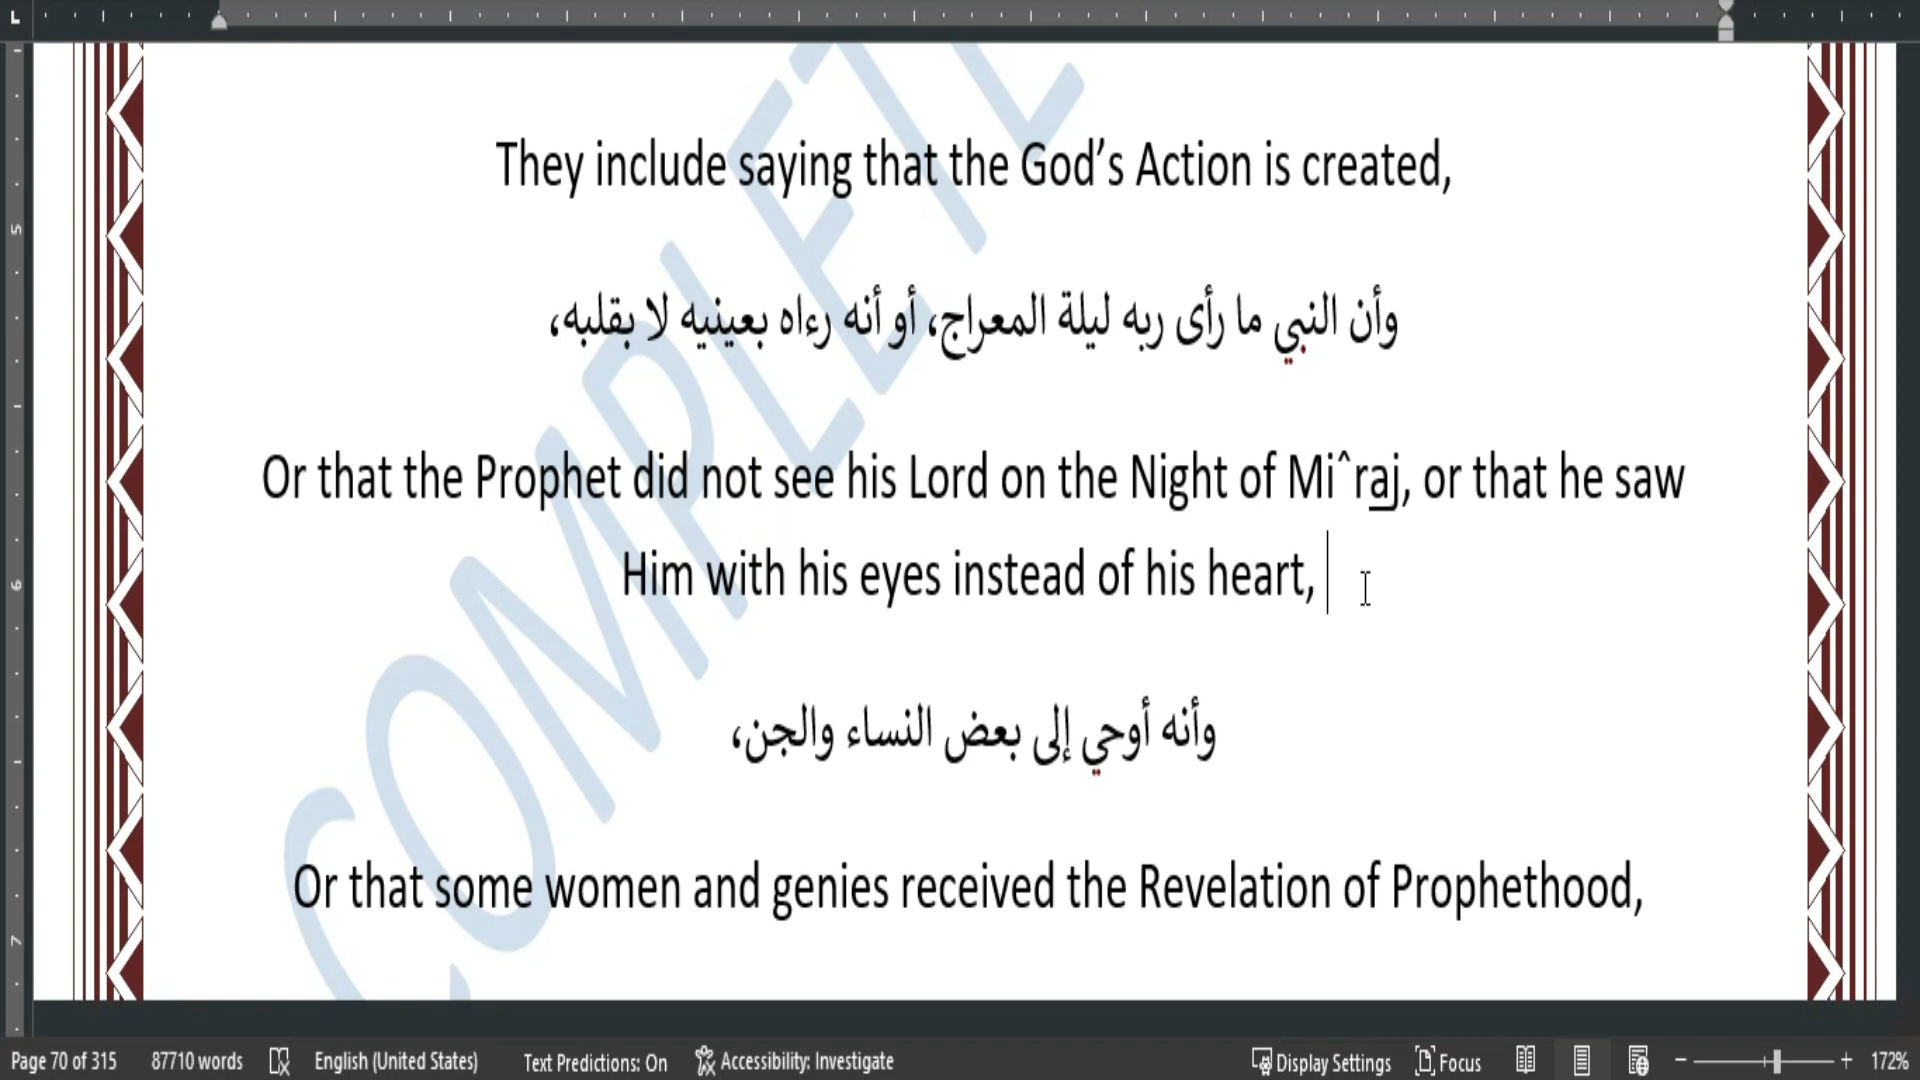 L
They include saying that the God’s Action is created,
وأن النبي ما رأى ربه ليلة المعراج، أو أنه رءاه بعينيه لا بقلبه،
Or that the Prophet did not see his Lord on the Night of Miˆraj, or that he saw
Him with his eyes instead of his heart,
وأنه أوحي إلى بعض النساء والجن،
Or that some women and genies received the Revelation of Prophethood,
COMPLETE
5
6
7
Page 70 of 315 87710 words English (United States) Text Predictions: On Accessibility: Investigate Display Settings Focus 172%